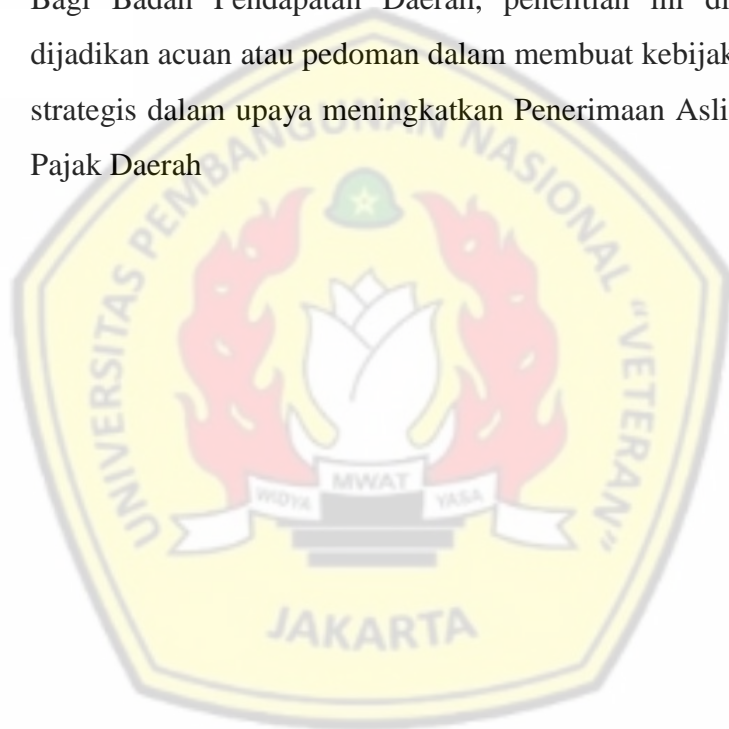 Bagi Badan Pendapatan Daerah, penelitian ini di
dijadikan acuan atau pedoman dalam membuat kebijak
strategis dalam upaya meningkatkan Penerimaan Asli
Pajak Daerah
UNIVERSITAS PEMBANGUNAN NASIONAL "VETERAN"
WIDYA MWAT YASA
JAKARTA